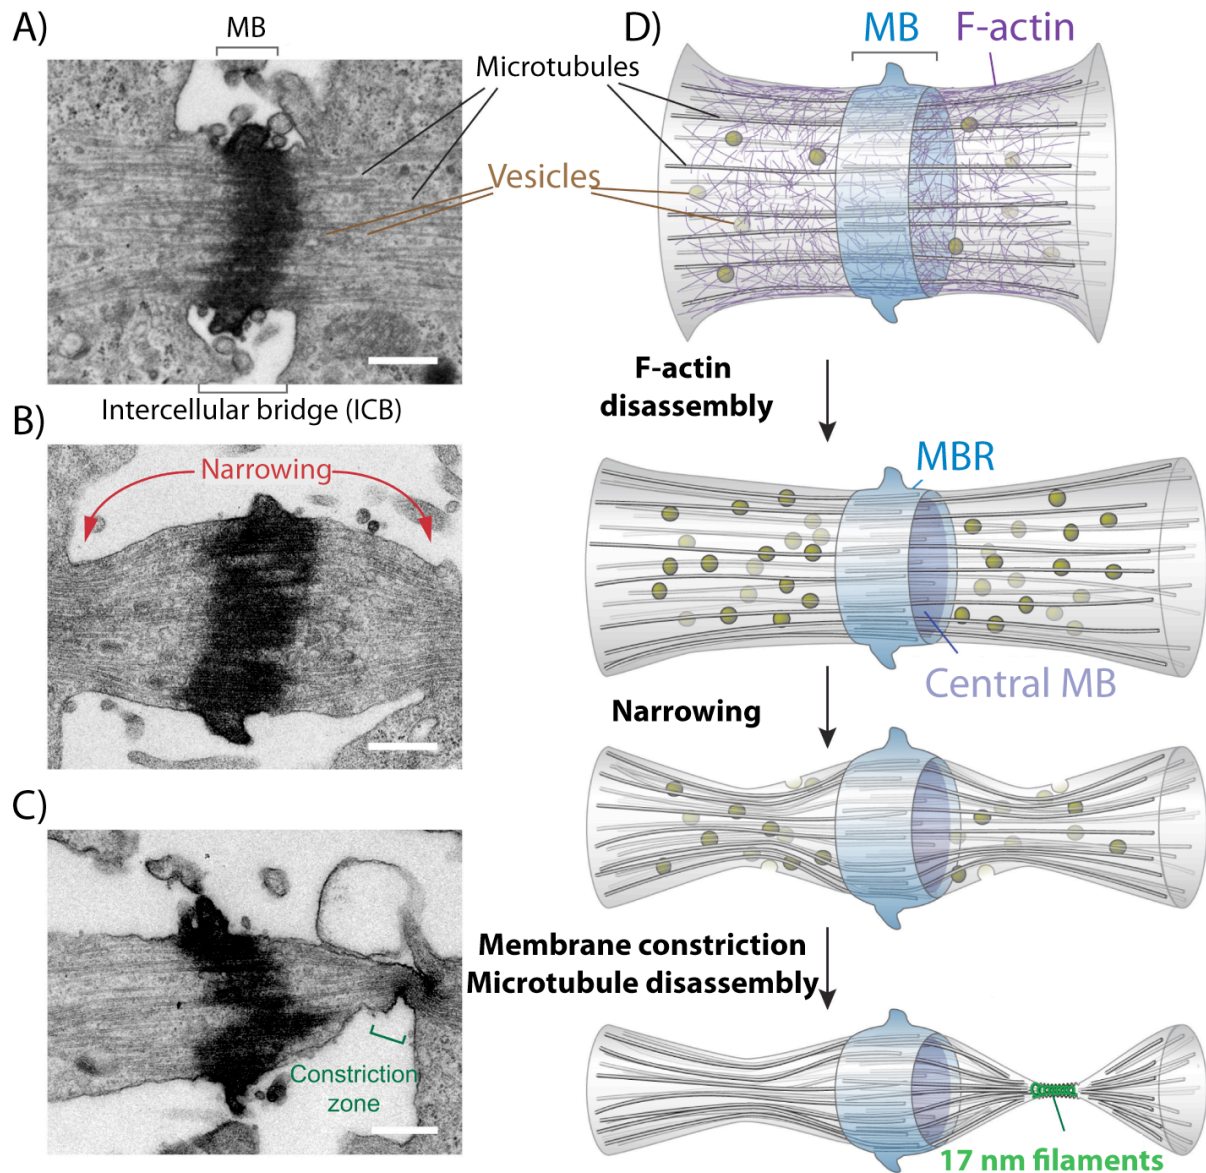 A)
MB
Microtubules
Vesicles
Intercellular bridge (ICB)
B)
Narrowing
C)
Constriction
zone
D)
MB
F-actin
F-actin
disassembly
MBR
Central MB
Narrowing
Membrane constriction
Microtubule disassembly
17 nm filaments